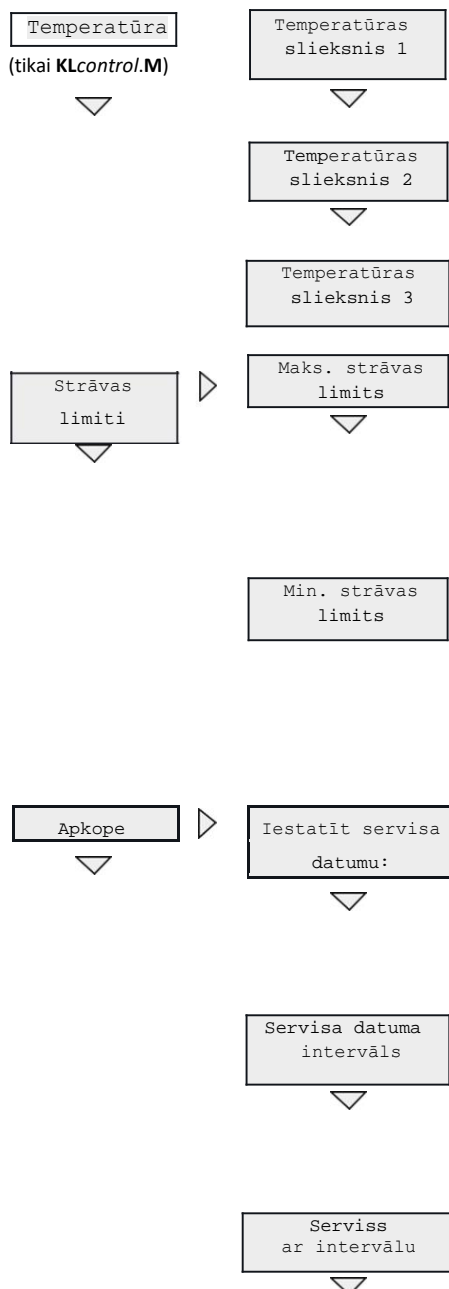 Temperatūra
(tikai KLcontrol.M)
Temperatūras
slieksnis 1
Temperatūras
slieksnis 2
Temperatūras
slieksnis 3
Strāvas
limiti
Maks. strāvas
limits
Min. strāvas
limits
Apkope
Iestatīt servisa
datumu:
Servisa datuma
intervāls
Serviss
ar intervālu